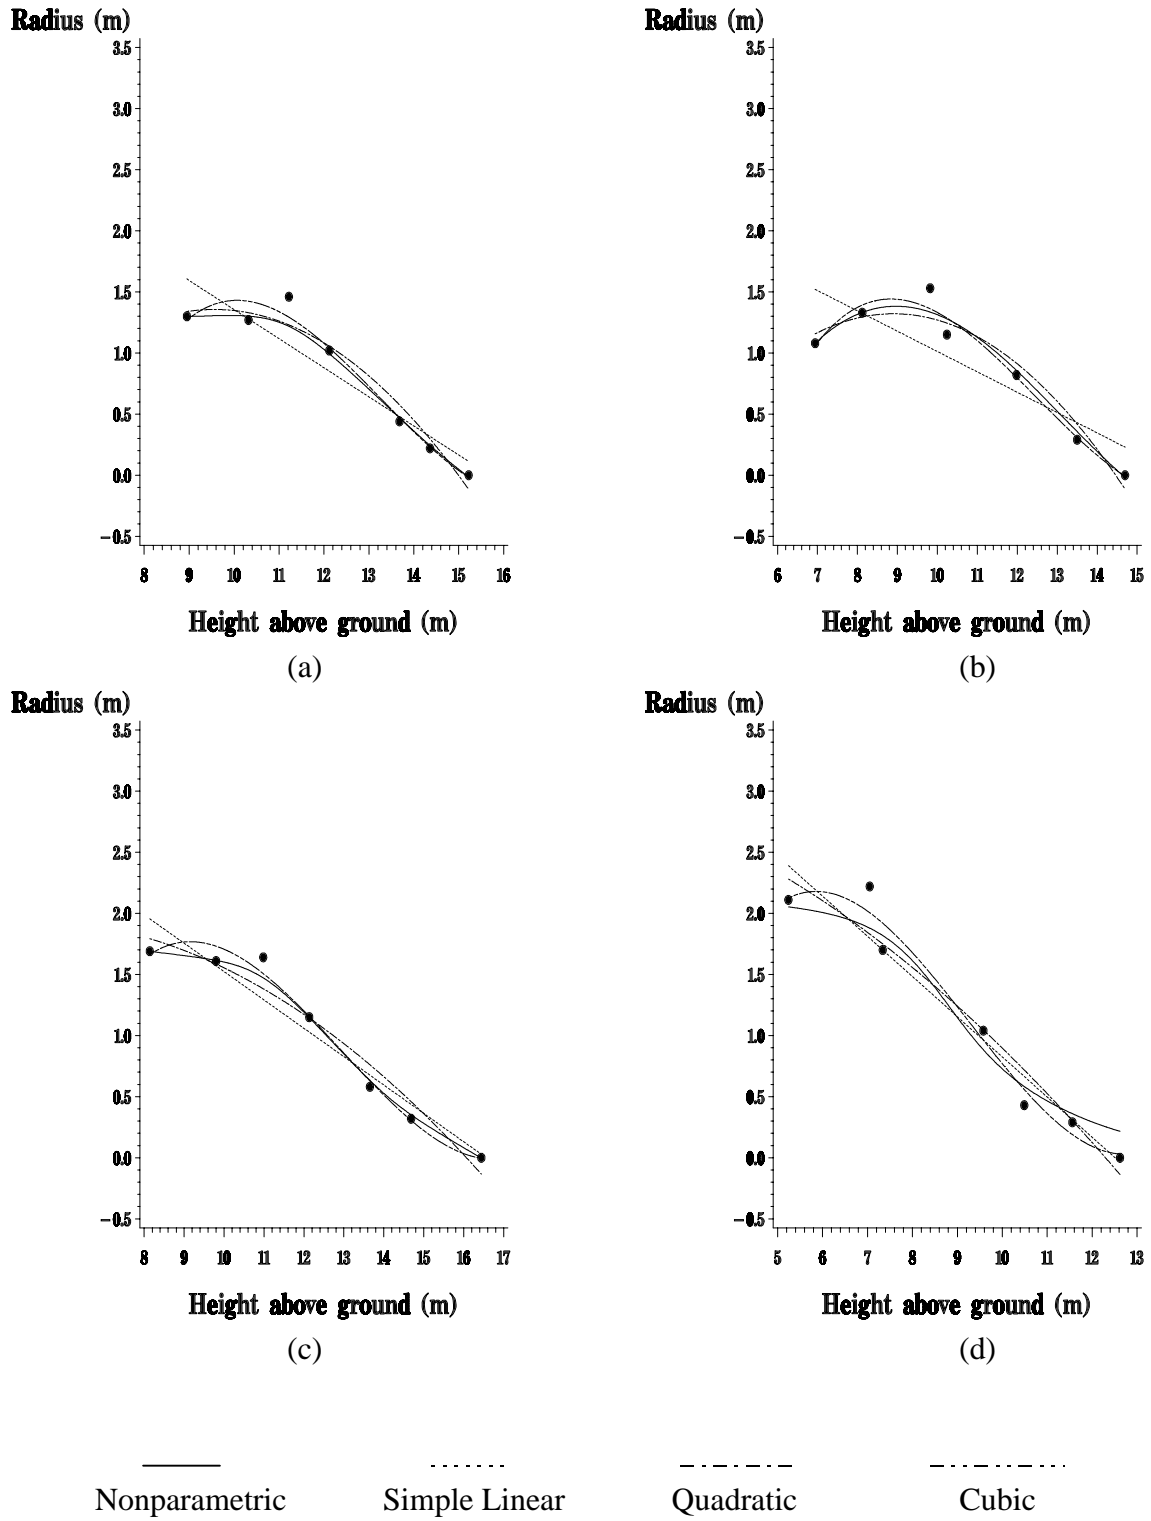 Radius (m) Radius (m)
3.5 3.5
3.0 3.0
2.5 2.5
2.0 2.0
1.5 1.5
1.0 1.0
0.5 0.5
0.0 0.0
−0.5 −0.5
8 9 10 11 12 13 14 15 16 6 7 8 9 10 11 12 13 14 15
Height above ground (m) Height above ground (m)
(a) (b)
Radius (m) Radius (m)
3.5 3.5
3.0 3.0
2.5 2.5
2.0 2.0
1.5 1.5
1.0 1.0
0.5 0.5
0.0 0.0
−0.5 −0.5
8 9 10 11 12 13 14 15 16 17 5 6 7 8 9 10 11 12 13
Height above ground (m) Height above ground (m)
(c) (d)
Nonparametric Simple Linear Quadratic Cubic